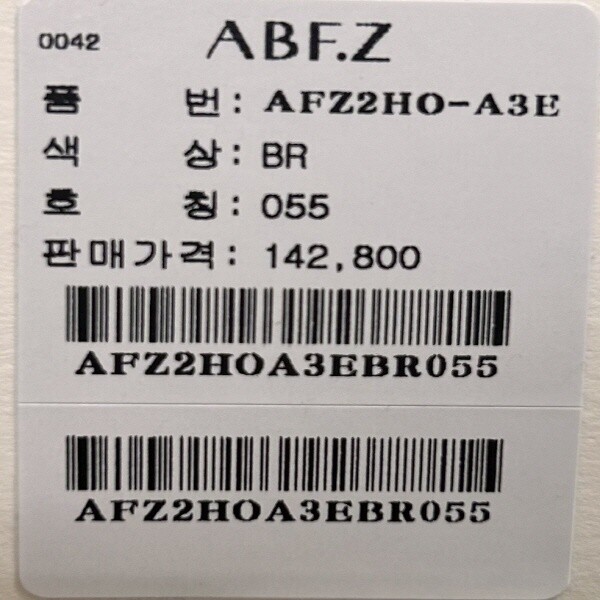 0042 ABF.Z
품 번: AFZ2HO-A3E
색 상: BR
호 칭: 055
판매가격: 142,800
AFZ2HOA3EBR055
AFZ2HOA3EBR055